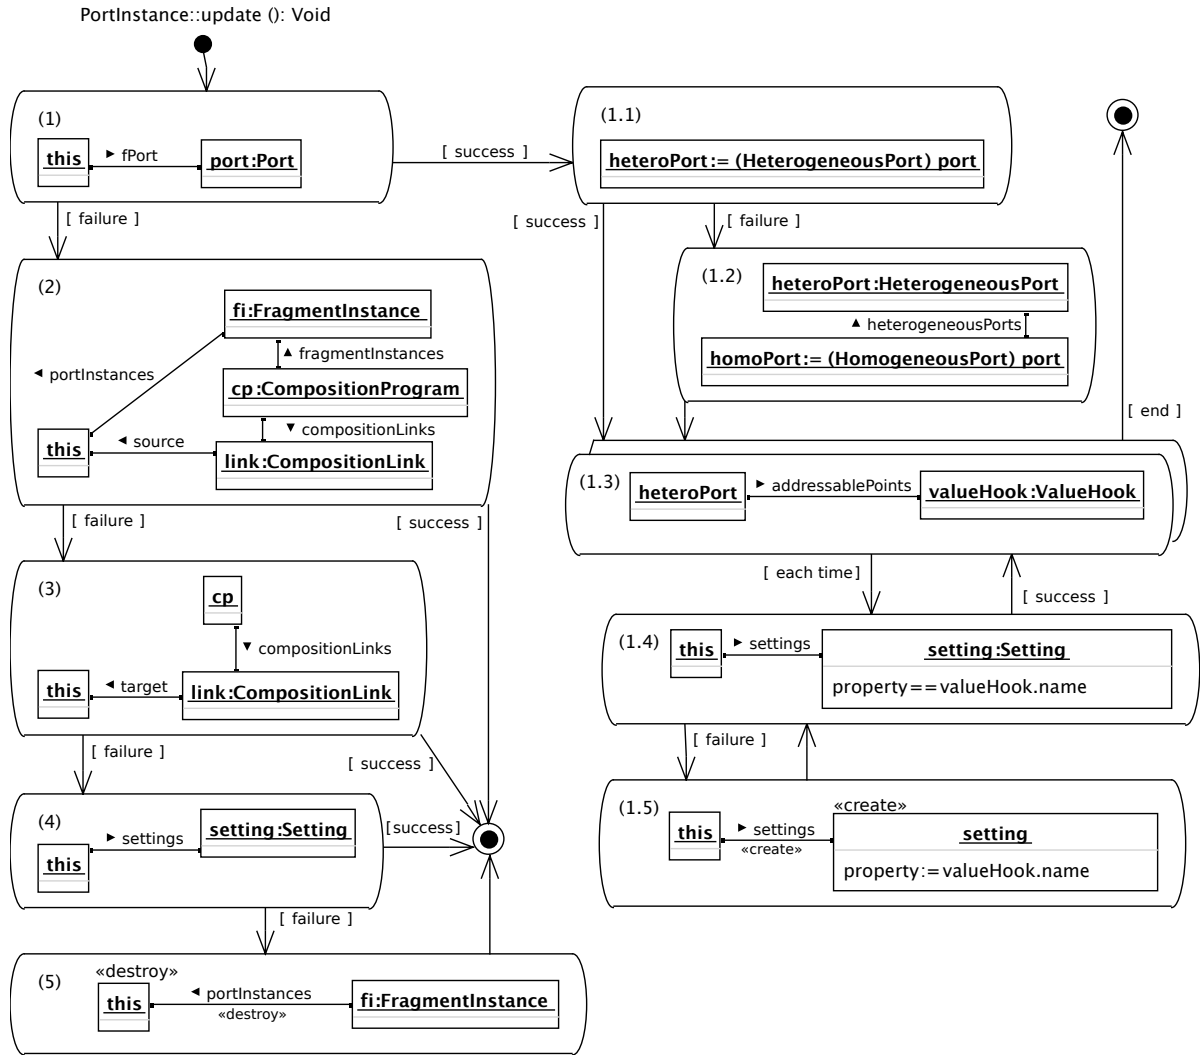 PortInstance::update (): Void
(1)
this
► fPort
port:Port
[ success ]
[ failure ]
(1.1)
heteroPort:= (HeterogeneousPort) port
[ success ]
[ failure ]
(1.2)
heteroPort:HeterogeneousPort
▲ heterogeneousPorts
homoPort:= (HomogeneousPort) port
[ end ]
(2)
fi:FragmentInstance
▲ fragmentInstances
◄ portInstances
cp:CompositionProgram
▼ compositionLinks
this
◄ source
link:CompositionLink
[ failure ]
[ success ]
(1.3)
heteroPort
► addressablePoints
valueHook:ValueHook
[ each time]
[ success ]
(3)
cp
▼ compositionLinks
this
◄ target
link:CompositionLink
[ failure ]
[ success ]
(1.4)
this
► settings
setting:Setting
property==valueHook.name
[ failure ]
(4)
this
► settings
setting:Setting
[success]
[ failure ]
(1.5)
this
► settings
«create»
«create»
setting
property:=valueHook.name
(5)
«destroy»
this
◄ portInstances
«destroy»
fi:FragmentInstance